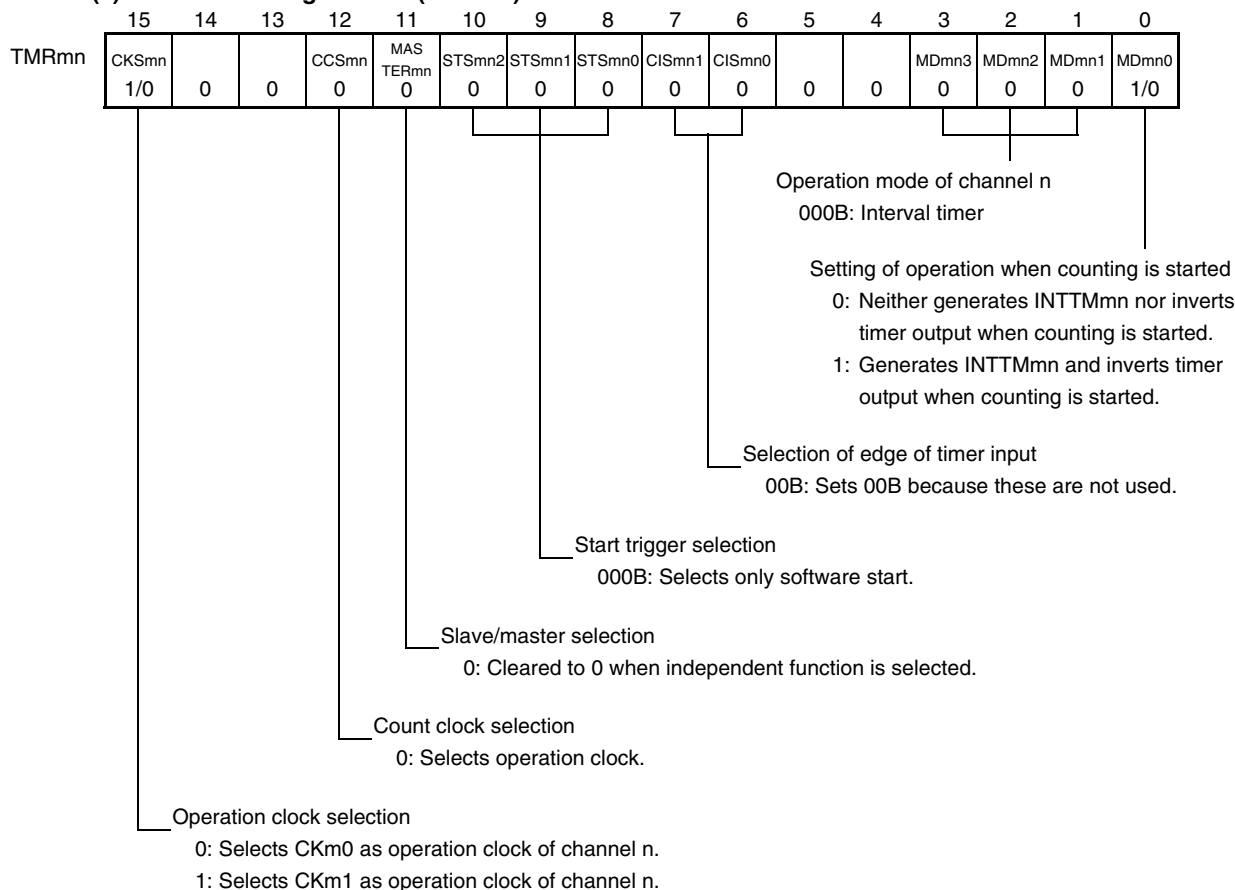 15 14 13 12 11 10 9 8 7 6 5 4 3 2 1 0
TMRmn CKSmn CCSmn MAS TERmn STSmn2 STSmn1 STSmn0 CISmn1 CISmn0 MDmn3 MDmn2 MDmn1 MDmn0
1/0 0 0 0 0 0 0 0 0 0 0 0 0 0 0 1/0
Operation mode of channel n
000B: Interval timer
Setting of operation when counting is started
0: Neither generates INTTMmn nor inverts
timer output when counting is started.
1: Generates INTTMmn and inverts timer
output when counting is started.
Selection of edge of timer input
00B: Sets 00B because these are not used.
Start trigger selection
000B: Selects only software start.
Slave/master selection
0: Cleared to 0 when independent function is selected.
Count clock selection
0: Selects operation clock.
Operation clock selection
0: Selects CKm0 as operation clock of channel n.
1: Selects CKm1 as operation clock of channel n.